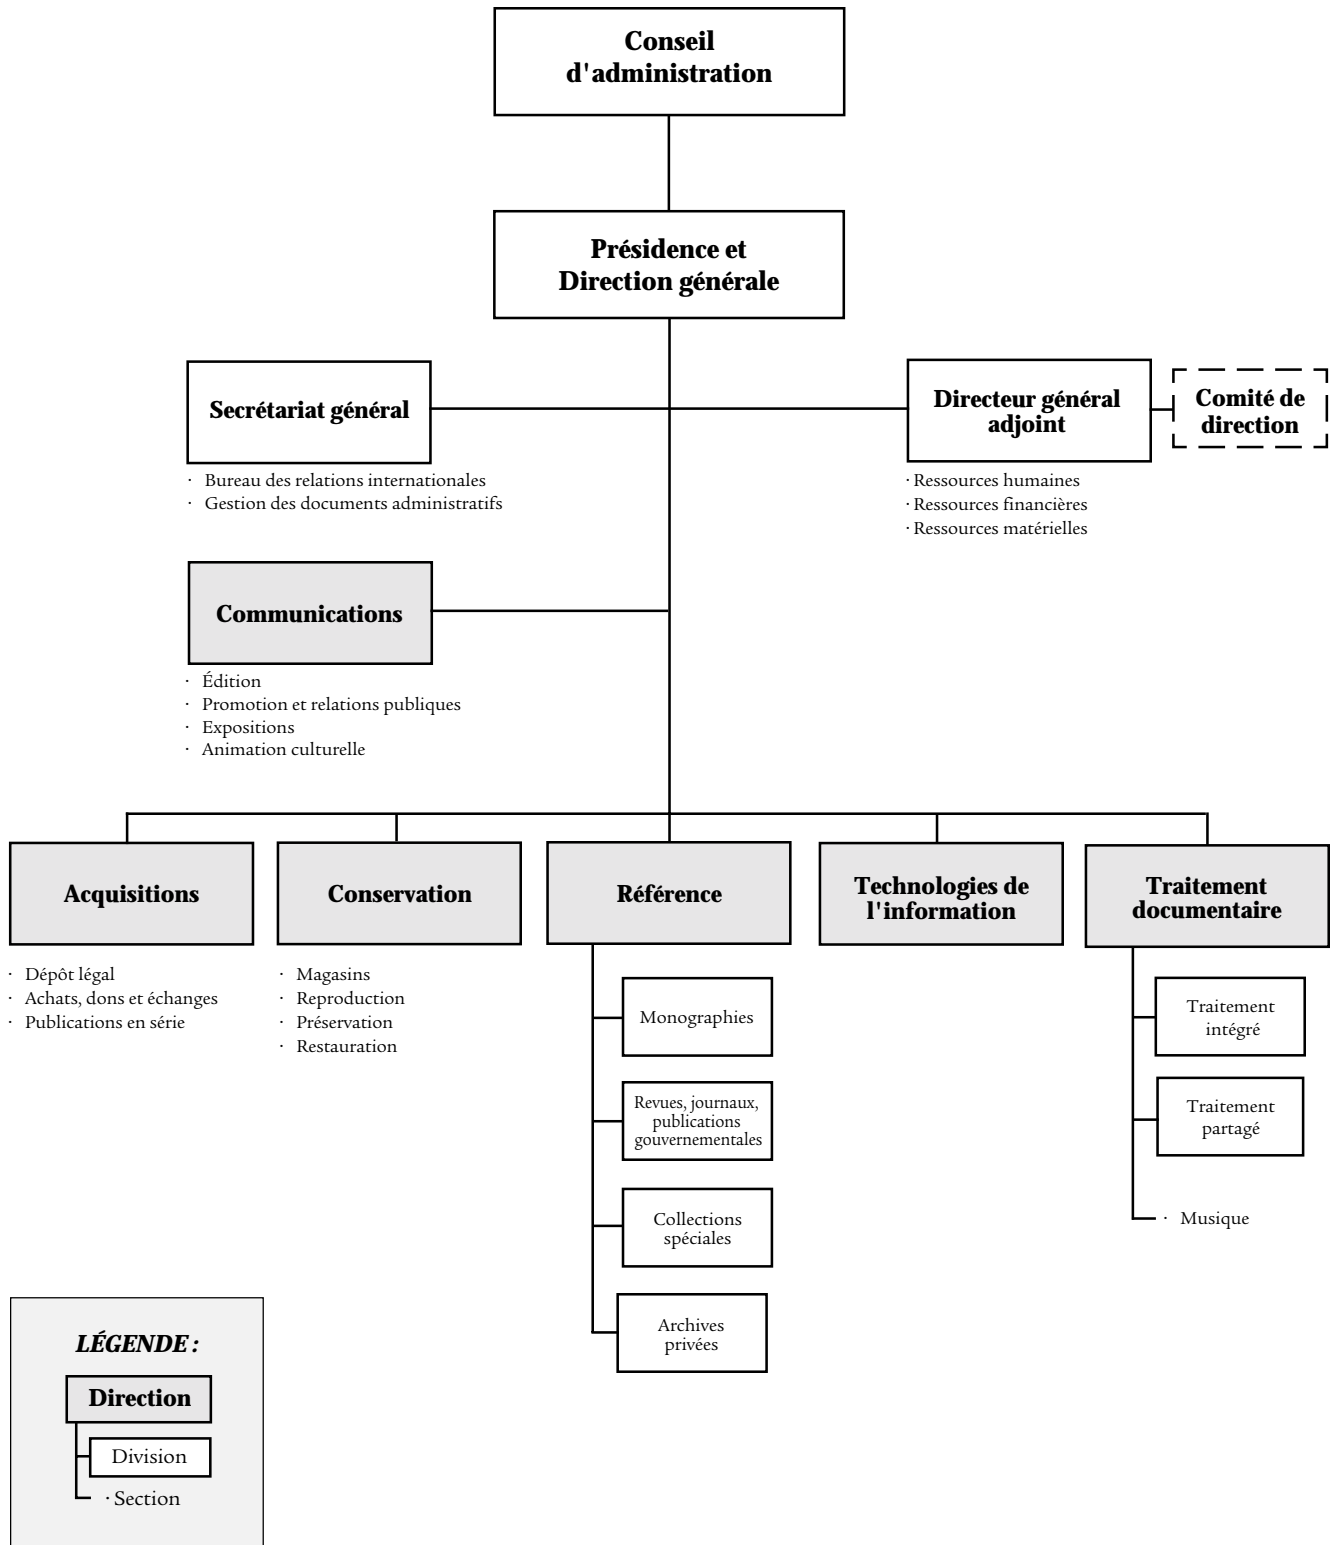 Conseil
d'administration
Présidence et
Direction générale
Secrétariat général
· Bureau des relations internationales
· Gestion des documents administratifs
Directeur général
adjoint
· Ressources humaines
· Ressources financières
· Ressources matérielles
Comité de
direction
Communications
· Édition
· Promotion et relations publiques
· Expositions
· Animation culturelle
Acquisitions
· Dépôt légal
· Achats, dons et échanges
· Publications en série
Conservation
· Magasins
· Reproduction
· Préservation
· Restauration
Référence
Monographies
Revues, journaux,
publications
gouvernementales
Collections
spéciales
Archives
privées
Technologies de
l'information
Traitement
documentaire
Traitement
intégré
Traitement
partagé
· Musique
LÉGENDE :
Direction
Division
· Section